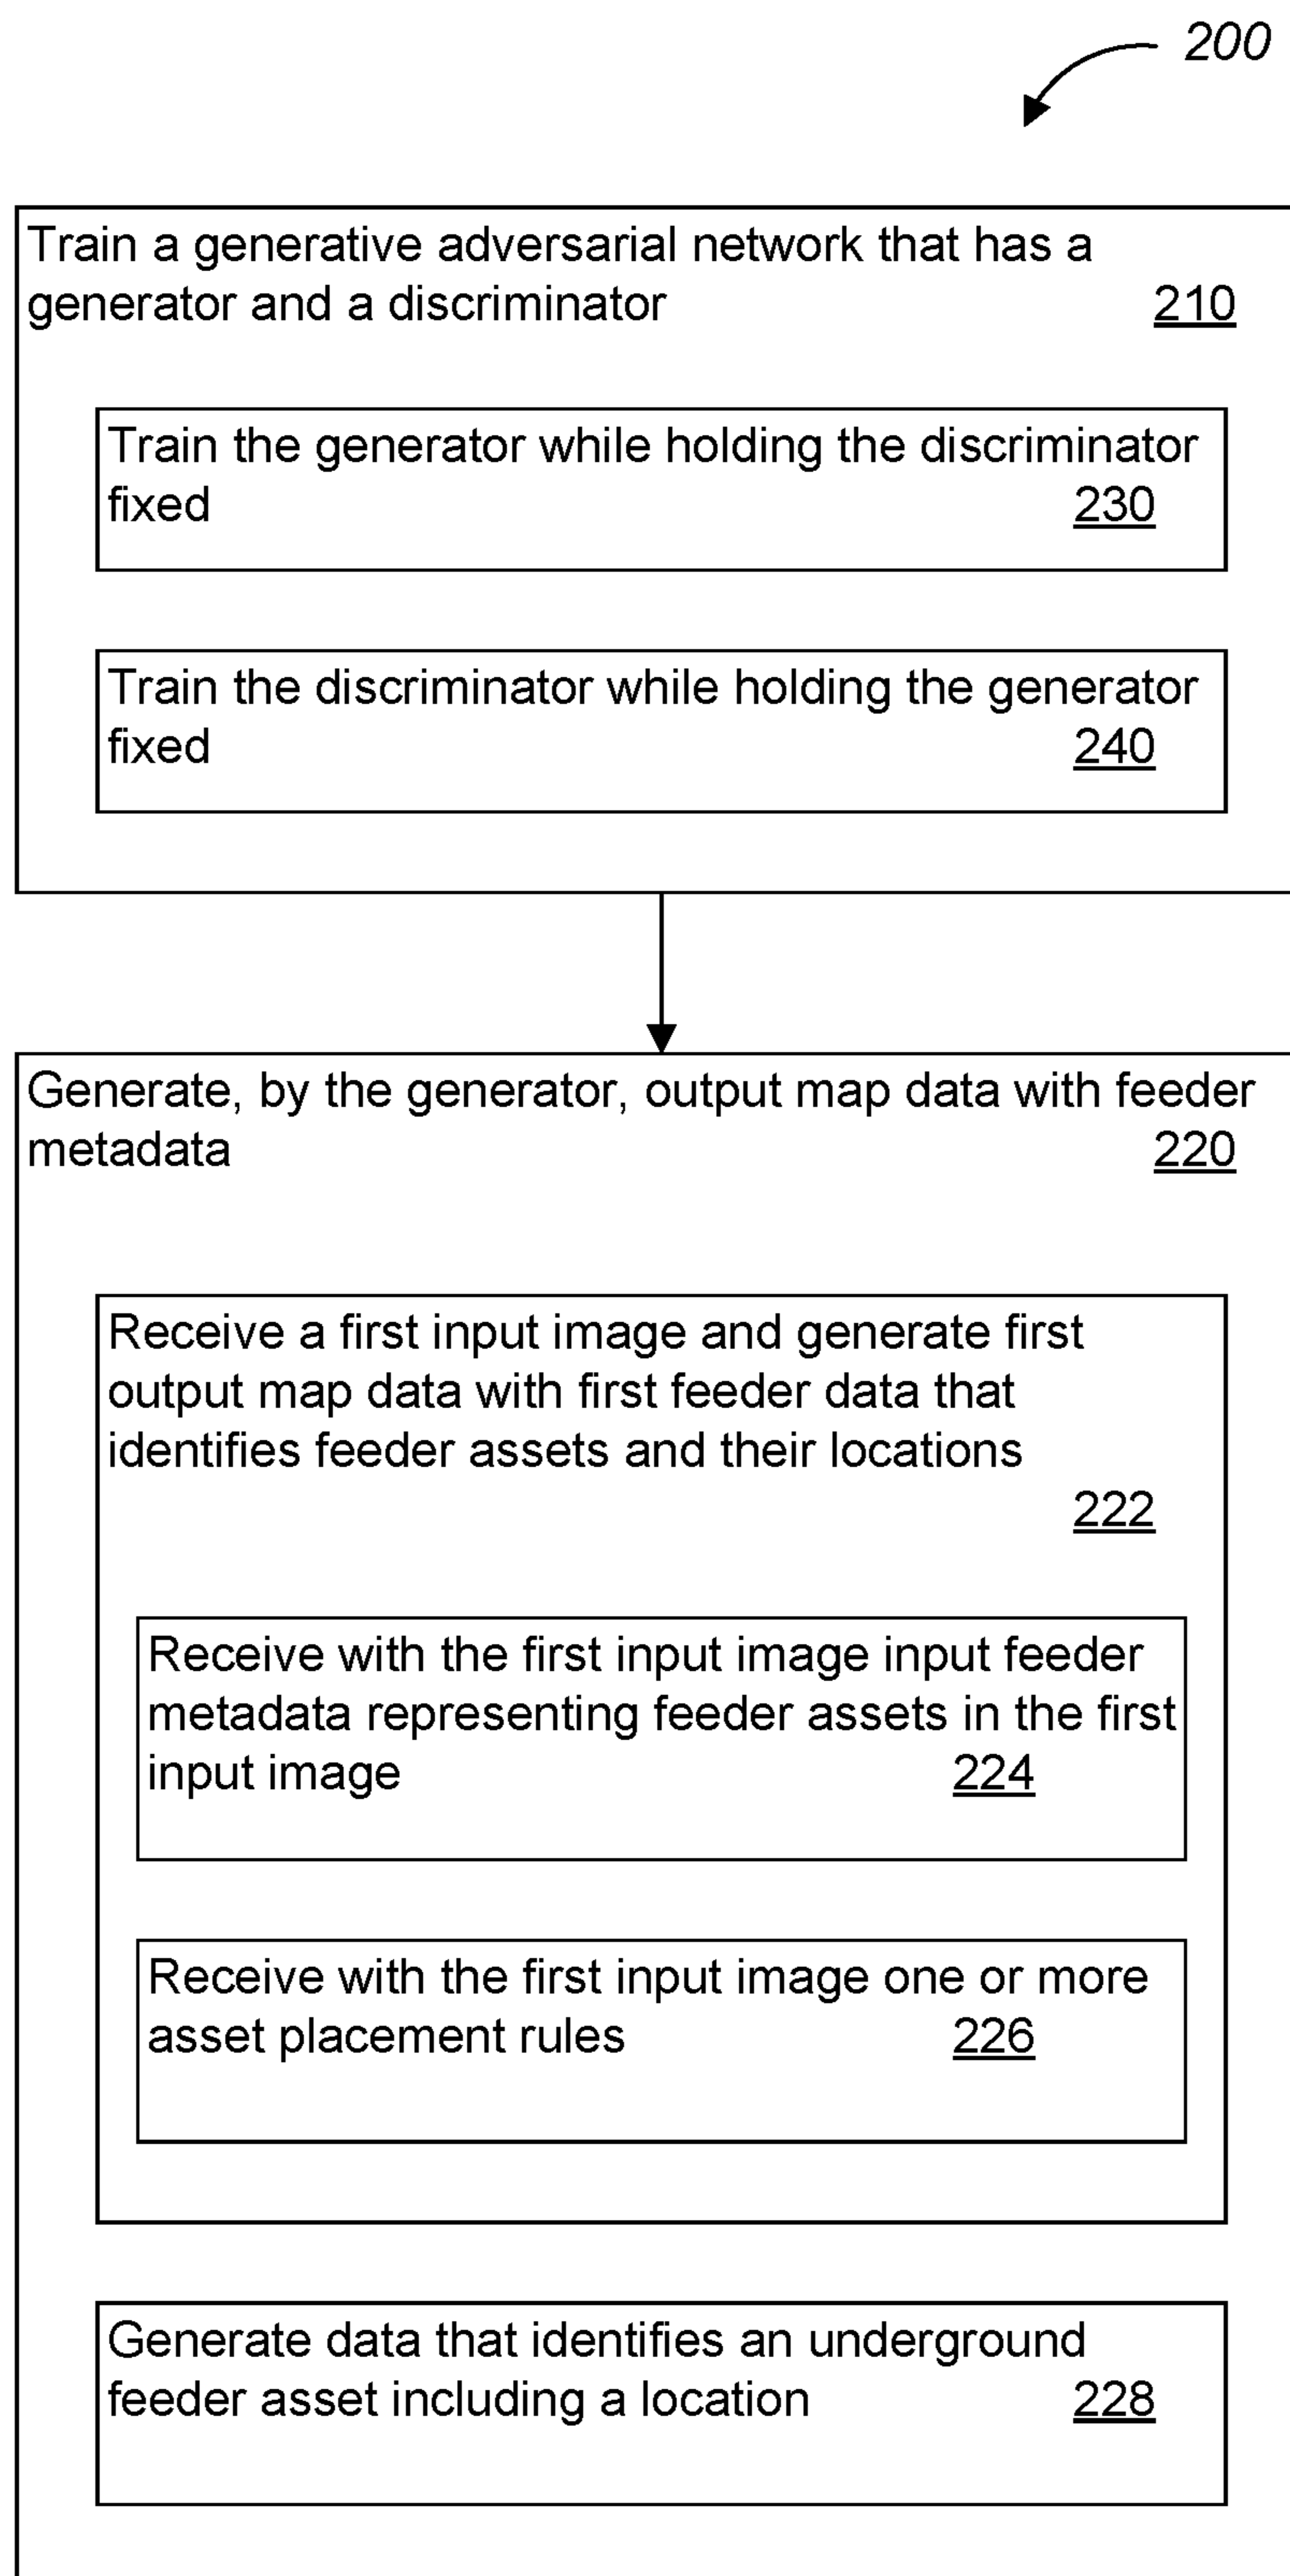 200
Train a generative adversarial network that has a
generator and a discriminator 210
Train the generator while holding the discriminator
fixed 230
Train the discriminator while holding the generator
fixed 240
Generate, by the generator, output map data with feeder
metadata 220
Receive a first input image and generate first
output map data with first feeder data that
identifies feeder assets and their locations
222
Receive with the first input image input feeder
metadata representing feeder assets in the first
input image 224
Receive with the first input image one or more
asset placement rules 226
Generate data that identifies an underground
feeder asset including a location 228